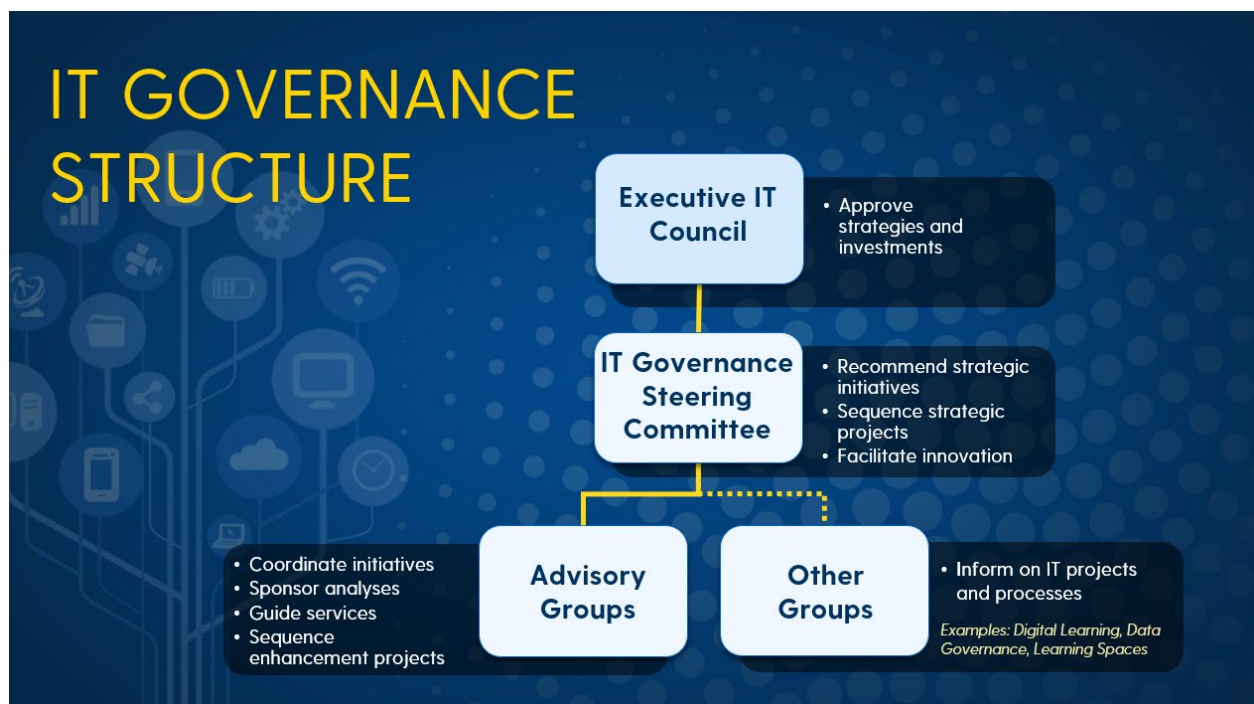 IT GOVERNANCE
STRUCTURE
Executive IT
Council
• Approve
strategies and
investments
IT Governance
Steering
Committee
• Recommend strategic
initiatives
• Sequence strategic
projects
• Facilitate innovation
• Coordinate initiatives
• Sponsor analyses
• Guide services
• Sequence
enhancement projects
Advisory
Groups
Other
Groups
• Inform on IT projects
and processes
Examples: Digital Learning, Data
Governance, Learning Spaces